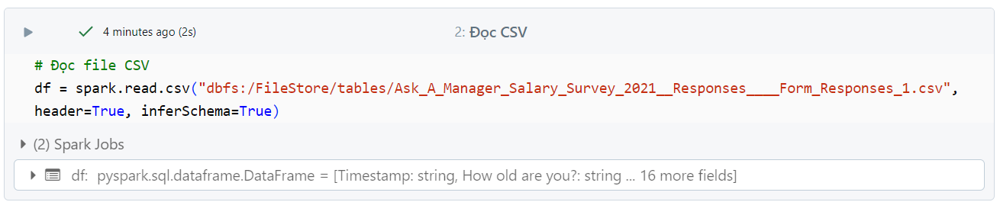 4 minutes ago (2s)
2: Đọc CSV
# Đọc file CSV
df = spark.read.csv("dbfs:/FileStore/tables/Ask_A_Manager_Salary_Survey_2021__Responses____Form_Responses_1.csv",
header=True, inferSchema=True)
(2) Spark Jobs
df: pyspark.sql.dataframe.DataFrame = [Timestamp: string, How old are you?: string ... 16 more fields]